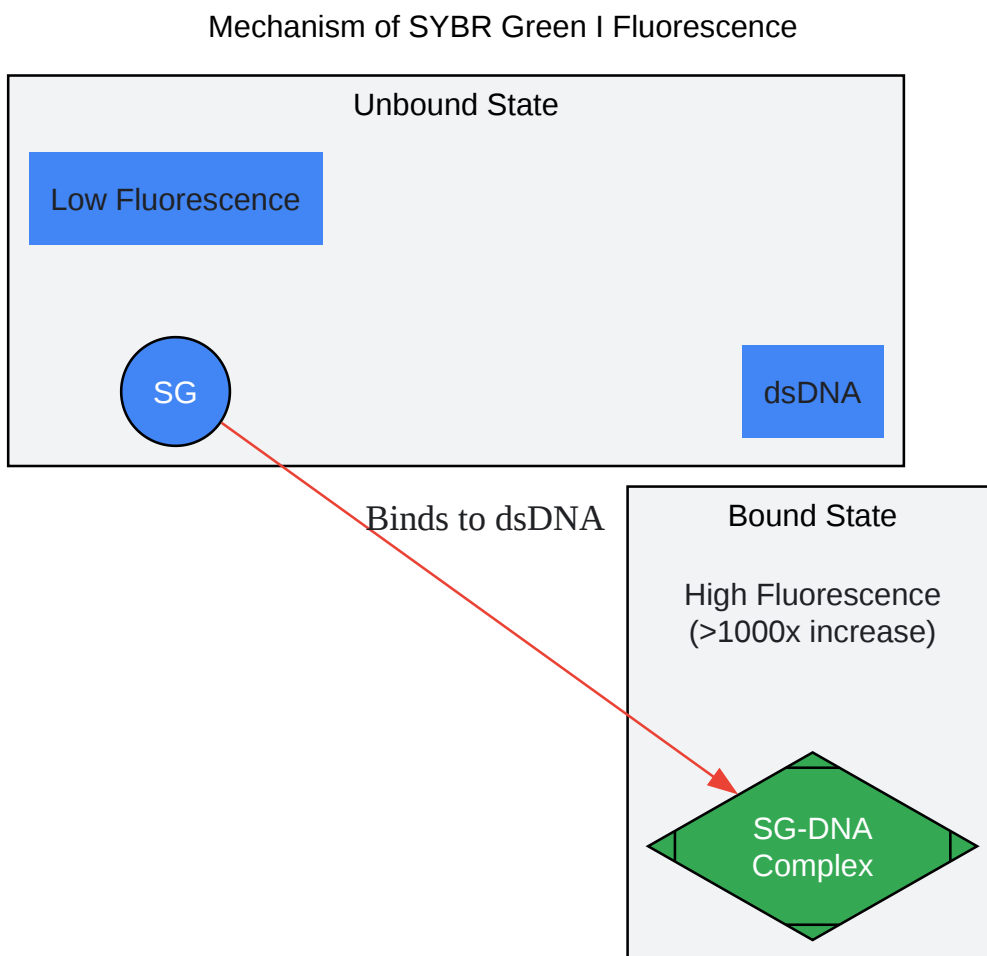 Mechanism of SYBR Green I Fluorescence
Unbound State
Low Fluorescence
SG
dsDNA
Binds to dsDNA
Bound State
High Fluorescence
(>1000x increase)
SG-DNA
Complex